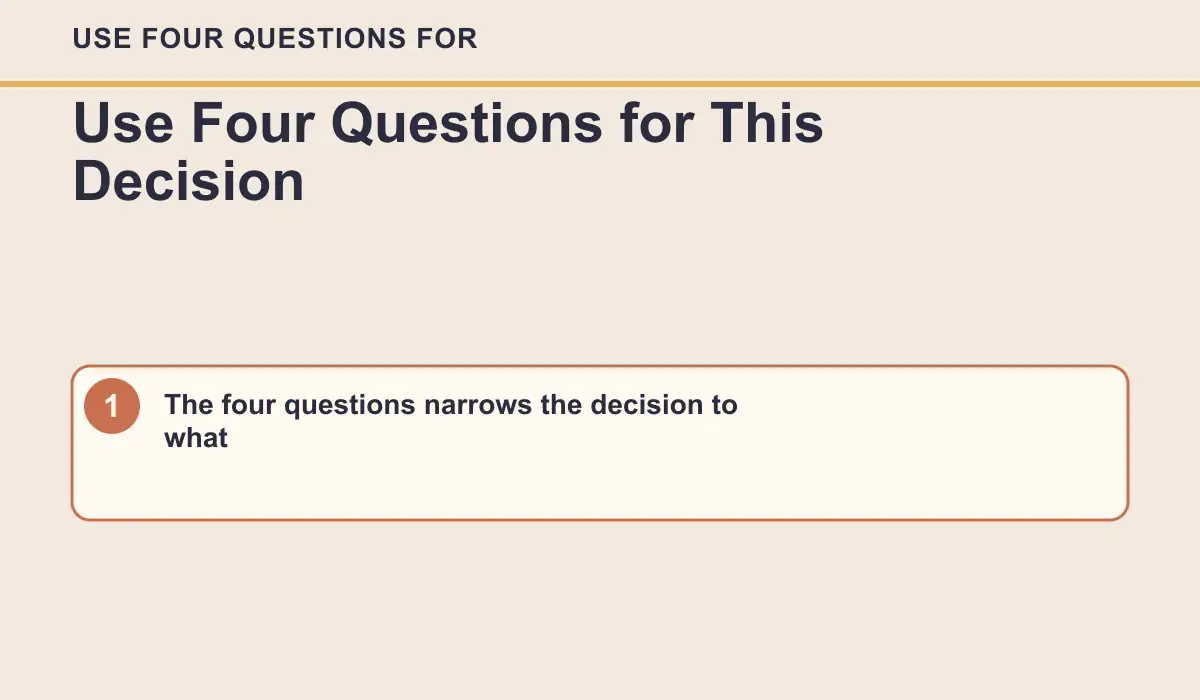 USE FOUR QUESTIONS FOR
Use Four Questions for This
Decision
1
The four questions narrows the decision to
what